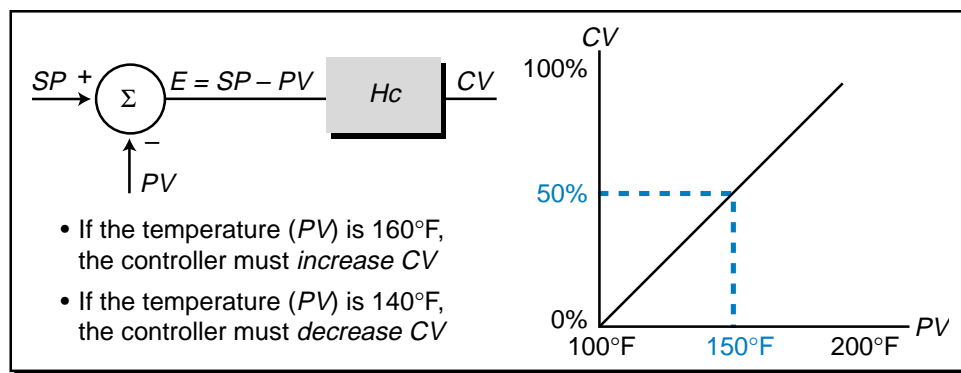 SP + E = SP – PV Hc CV
Σ
–
PV
• If the temperature (PV) is 160°F,
the controller must increase CV
• If the temperature (PV) is 140°F,
the controller must decrease CV
CV
100%
50%
0%
PV
100°F 150°F 200°F